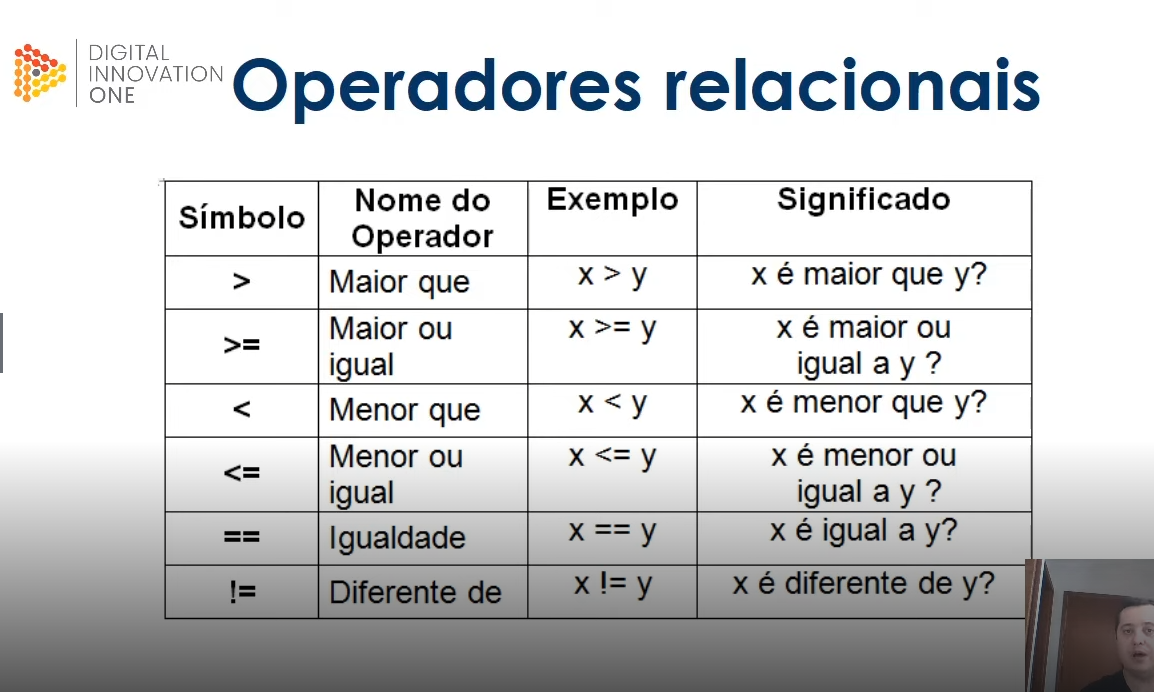 DIGITAL
INNOVATION
ONE
Operadores relacionais
Símbolo
Nome do
Operador
Exemplo
Significado
>
Maior que
x > y
x é maior que y?
>=
Maior ou
igual
x >= y
x é maior ou
igual a y ?
<
Menor que
x < y
x é menor que y?
<=
Menor ou
igual
x <= y
x é menor ou
igual a y ?
==
Igualdade
x == y
x é igual a y?
!=
Diferente de
x != y
x é diferente de y?